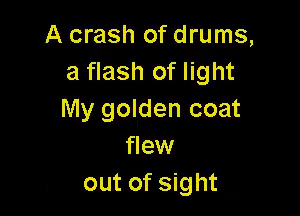 A crash of drums,
a flash of light
My golden coat
flew
out of sight